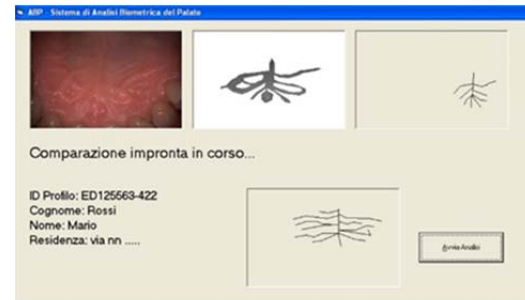 ABP - Sistema di Analisi Biometrica del Palato
Comparazione impronta in corso...
ID Profilo: ED125563-422
Cognome: Rossi
Nome: Mario
Residenza: via nn .....
Avvia Analisi